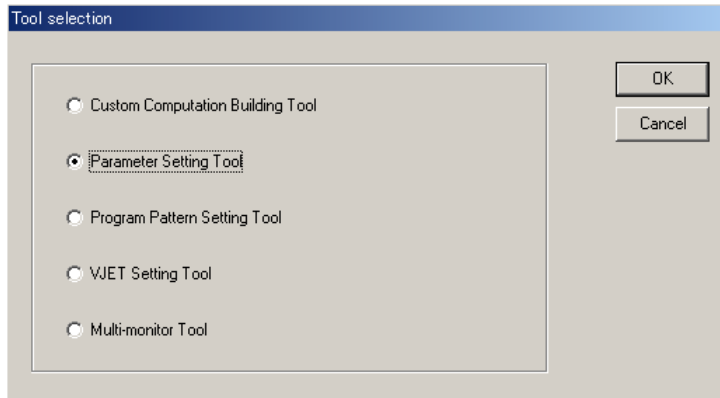 Tool selection
OK
Custom Computation Building Tool
Cancel
Parameter Setting Tool
Program Pattern Setting Tool
VJET Setting Tool
Multi-monitor Tool